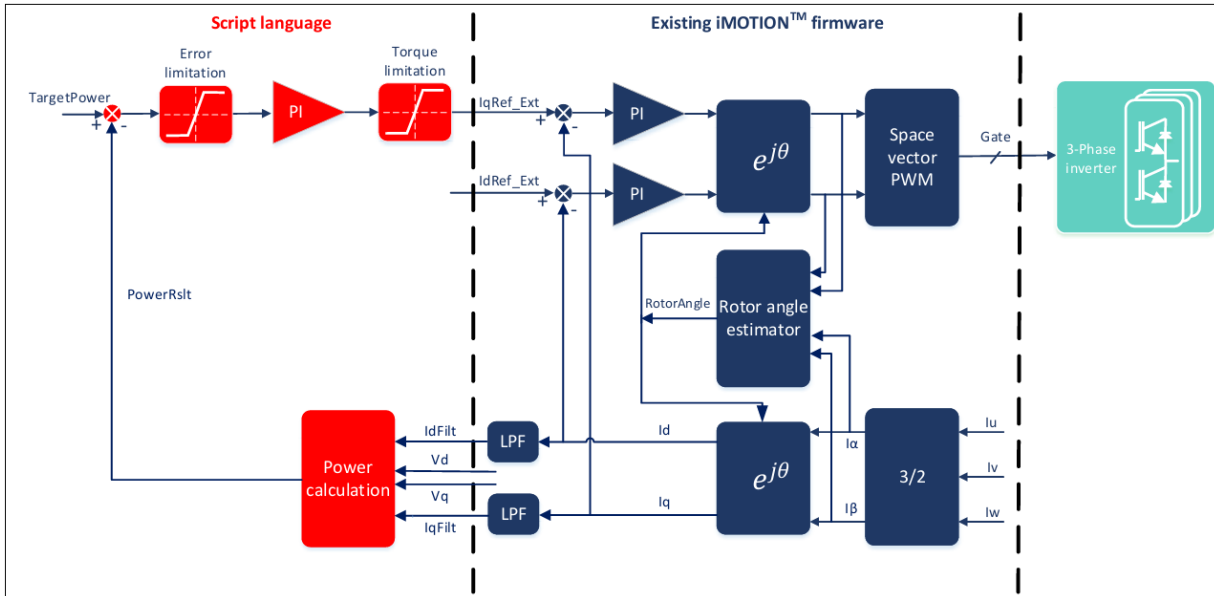 Script language
Existing iMOTION™ firmware
Error
limitation
Torque
limitation
TargetPower
+
-
PI
IqRef_Ext
+
-
PI
e^{jθ}
Space
vector
PWM
Gate
3-Phase
inverter
IdRef_Ext
+
-
PI
PowerRslt
RotorAngle
Rotor angle
estimator
Power
calculation
IdFilt
Vd
Vq
IqFilt
LPF
LPF
Id
Iq
e^{jθ}
Iα
Iβ
3/2
Iu
Iv
Iw